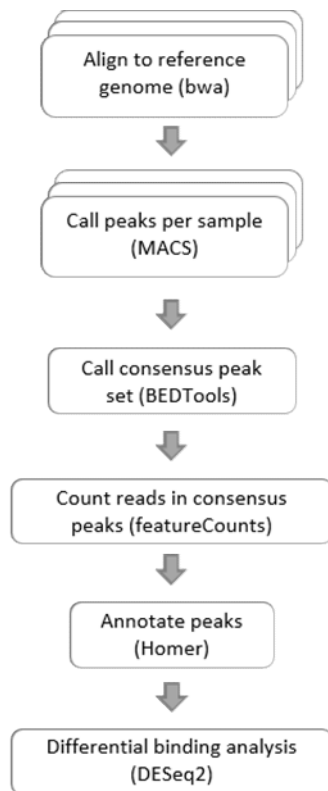 Align to reference
genome (bwa)
Call peaks per sample
(MACS)
Call consensus peak
set (BEDTools)
Count reads in consensus
peaks (featureCounts)
Annotate peaks
(Homer)
Differential binding analysis
(DESeq2)